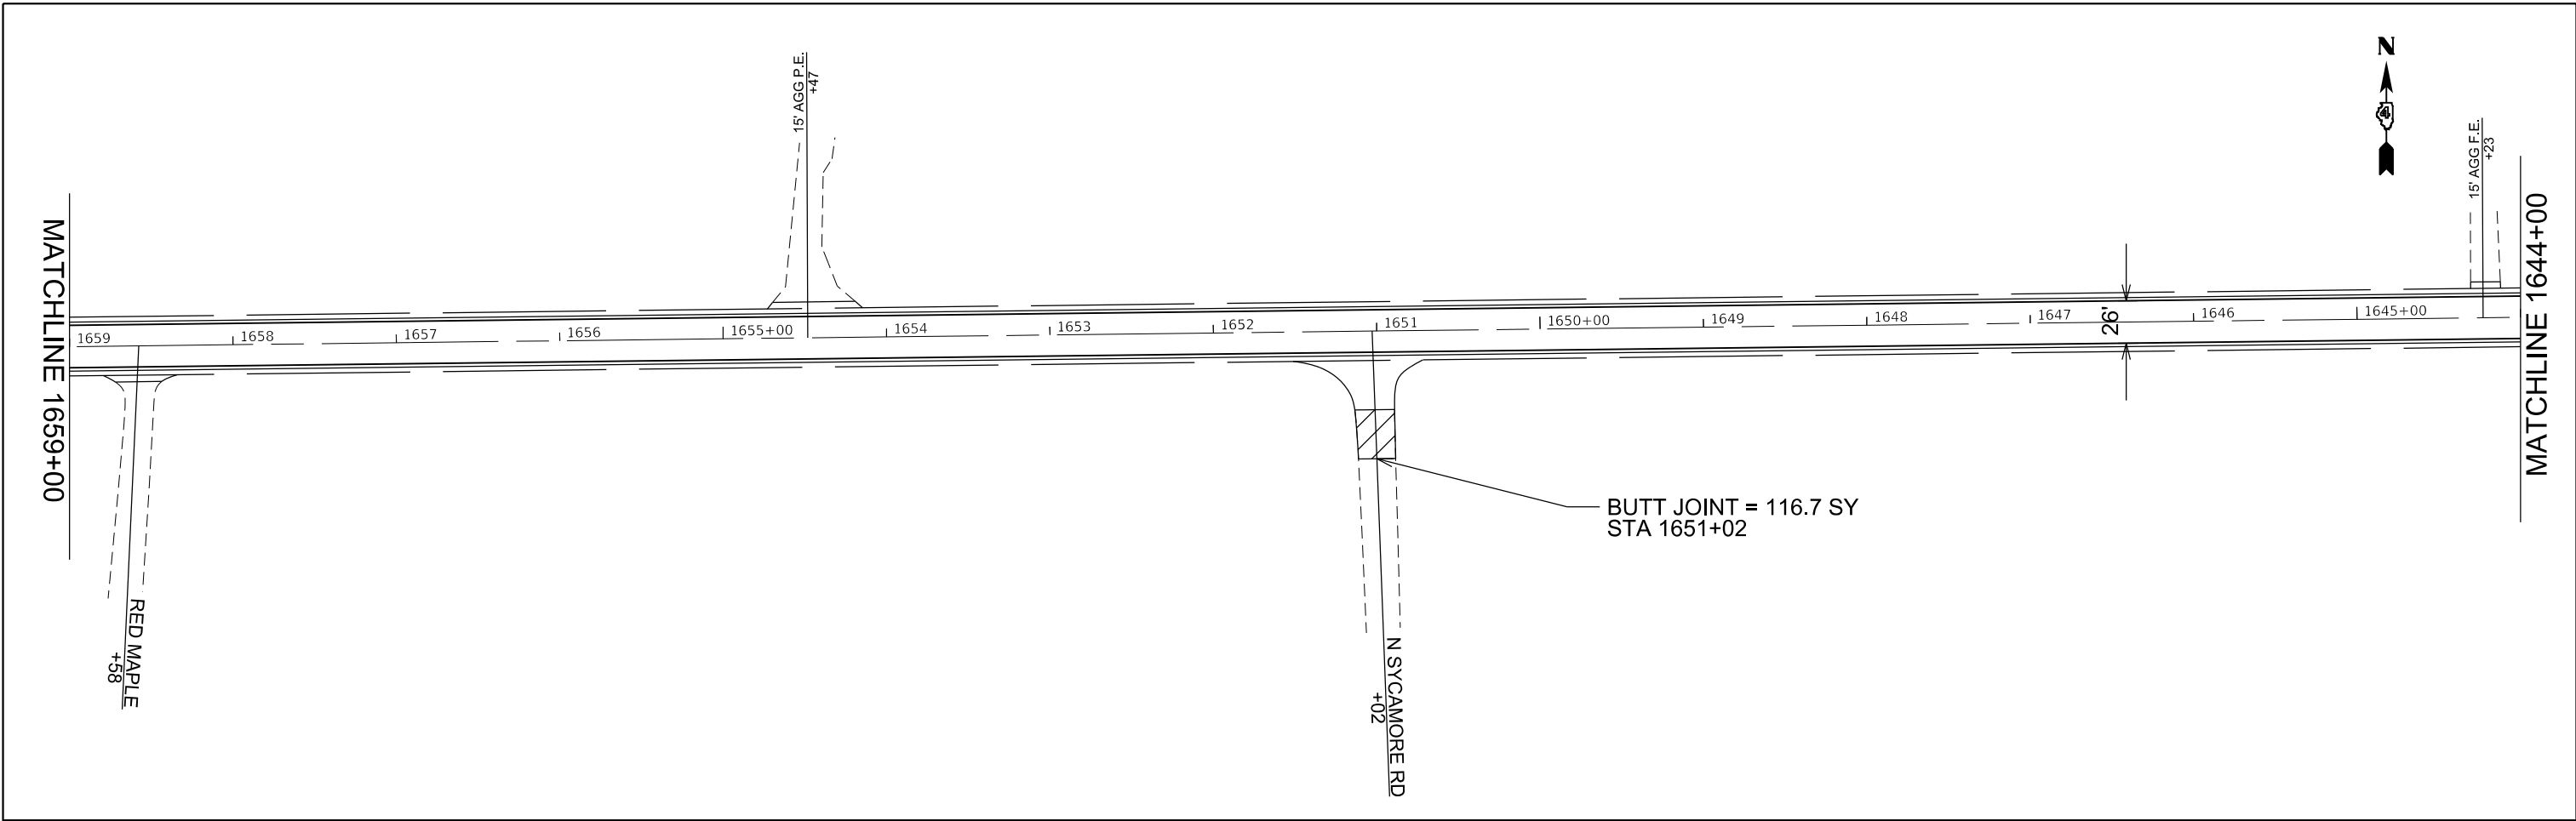 N
4
15' AGG P.E.
+47
15' AGG F.E.
+23
MATCHLINE 1659+00
MATCHLINE 1644+00
1659
1658
1657
1656
1655+00
1654
1653
1652
1651
1650+00
1649
1648
1647
1646
1645+00
26'
BUTT JOINT = 116.7 SY
STA 1651+02
RED MAPLE
+58
N SYCAMORE RD
+02